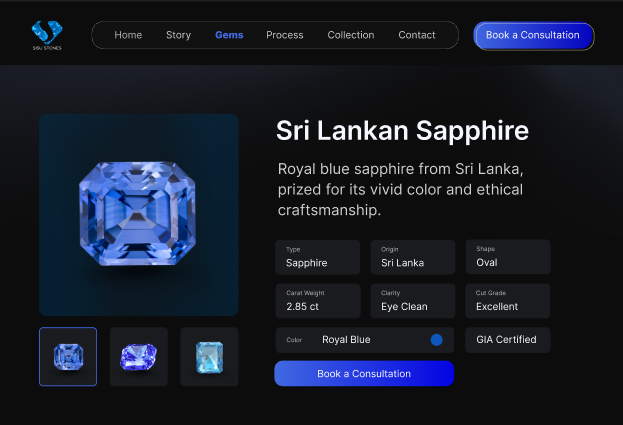 SISU STONES
Home Story Gems Process Collection Contact
Book a Consultation
Sri Lankan Sapphire
Royal blue sapphire from Sri Lanka,
prized for its vivid color and ethical
craftsmanship.
Type Origin Shape
Sapphire Sri Lanka Oval
Carat Weight Clarity Cut Grade
2.85 ct Eye Clean Excellent
Color Royal Blue GIA Certified
Book a Consultation